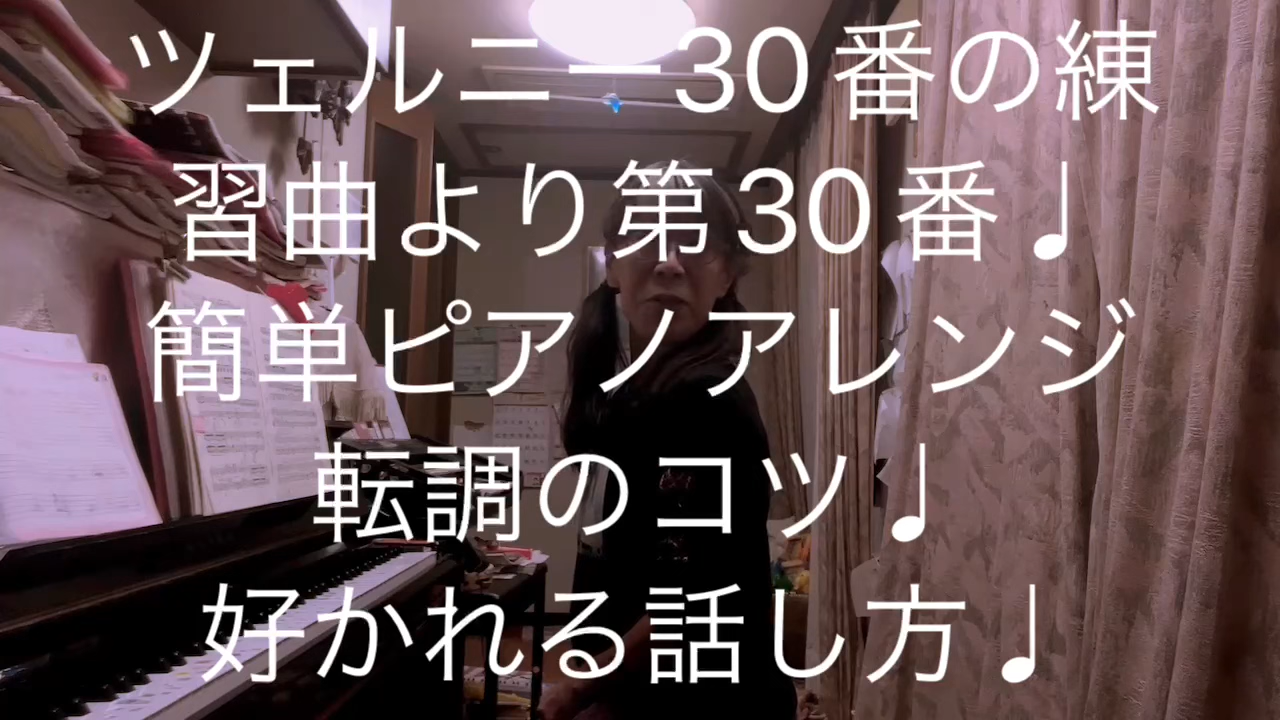 ツェルニー30番の練
習曲より第30番♩
簡単ピアノアレンジ
転調のコツ♩
好かれる話し方♩